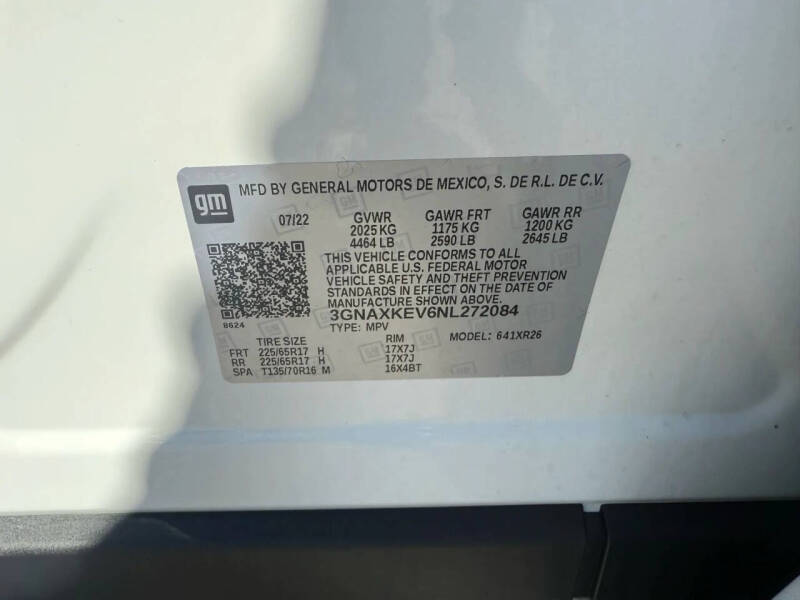 gm
MFD BY GENERAL MOTORS DE MEXICO, S. DE R.L. DE C.V.
07/22 GVWR GAWR FRT GAWR RR
2025 KG 1175 KG 1200 KG
4464 LB 2590 LB 2645 LB
THIS VEHICLE CONFORMS TO ALL
APPLICABLE U.S. FEDERAL MOTOR
VEHICLE SAFETY AND THEFT PREVENTION
STANDARDS IN EFFECT ON THE DATE OF
MANUFACTURE SHOWN ABOVE.
3GNAXKEV6NL272084
8624 TYPE: MPV MODEL: 641XR26
TIRE SIZE RIM
FRT 225/65R17 H 17X7J
RR 225/65R17 H 17X7J
SPA T135/70R16 M 16X4BT